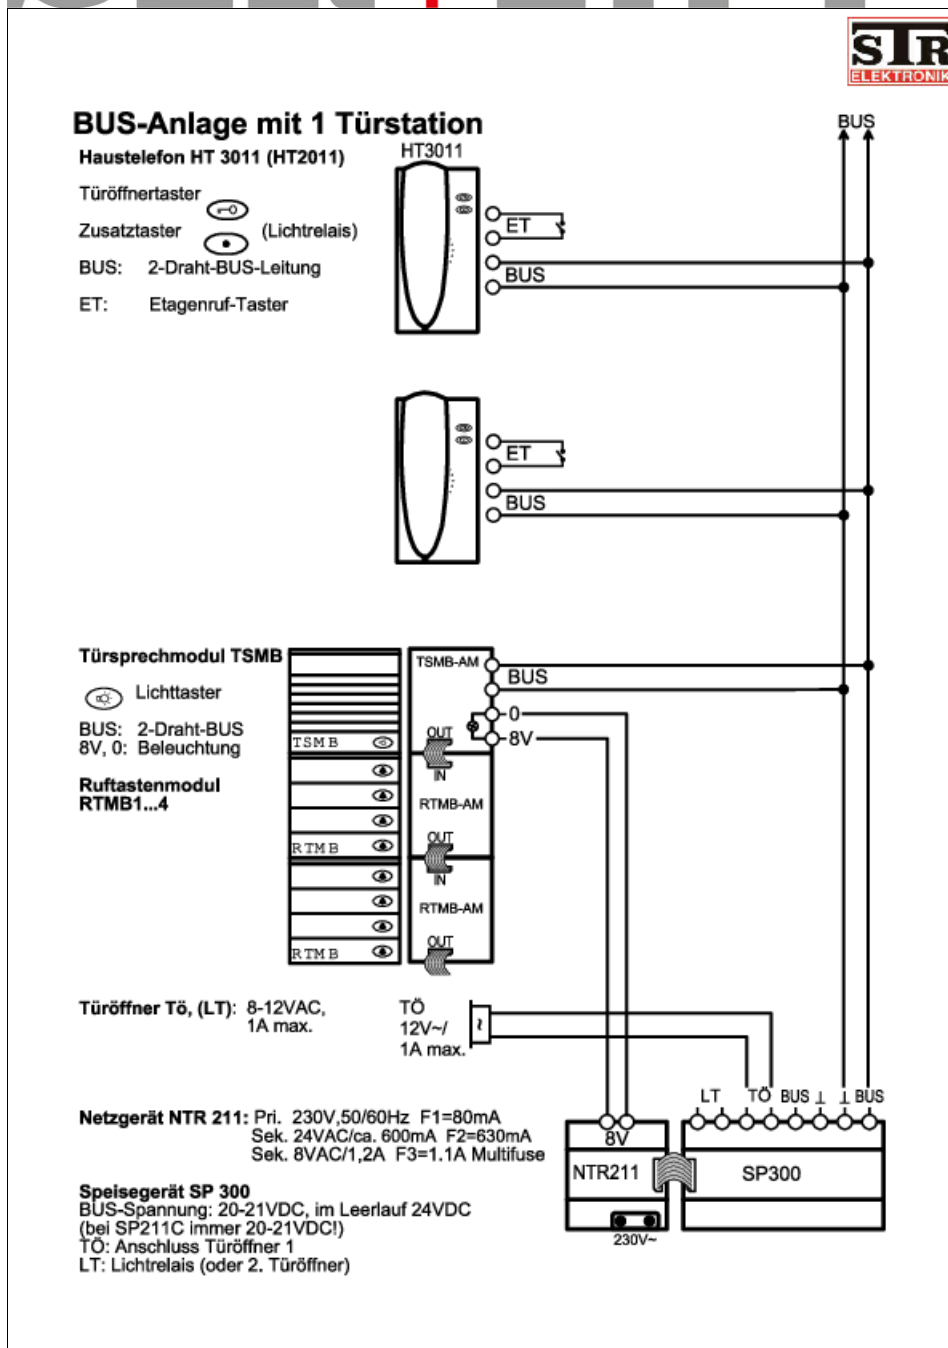 STR
ELEKTRONIK
BUS
BUS-Anlage mit 1 Türstation
Haustelefon HT 3011 (HT2011)
HT3011
Türöffnertaster
Zusatztaster (Lichtrelais)
BUS: 2-Draht-BUS-Leitung
ET: Etagenruf-Taster
ET
BUS
ET
BUS
Türsprechmodul TSMB
TSMB-AM
BUS
Lichttaster
BUS: 2-Draht-BUS
8V, 0: Beleuchtung
0
8V
TSMB
OUT
IN
Ruftastenmodul
RTMB1...4
RTMB-AM
RTMB
OUT
IN
RTMB-AM
RTMB
OUT
Türöffner Tö, (LT): 8-12VAC,
1A max.
TÖ
12V~/
1A max.
~
LT TÖ BUS ⊥ ⊥ BUS
Netzgerät NTR 211: Pri. 230V,50/60Hz F1=80mA
Sek. 24VAC/ca. 600mA F2=630mA
Sek. 8VAC/1,2A F3=1.1A Multifuse
8V
NTR211
SP300
230V~
Speisegerät SP 300
BUS-Spannung: 20-21VDC, im Leerlauf 24VDC
(bei SP211C immer 20-21VDC!)
TÖ: Anschluss Türöffner 1
LT: Lichtrelais (oder 2. Türöffner)